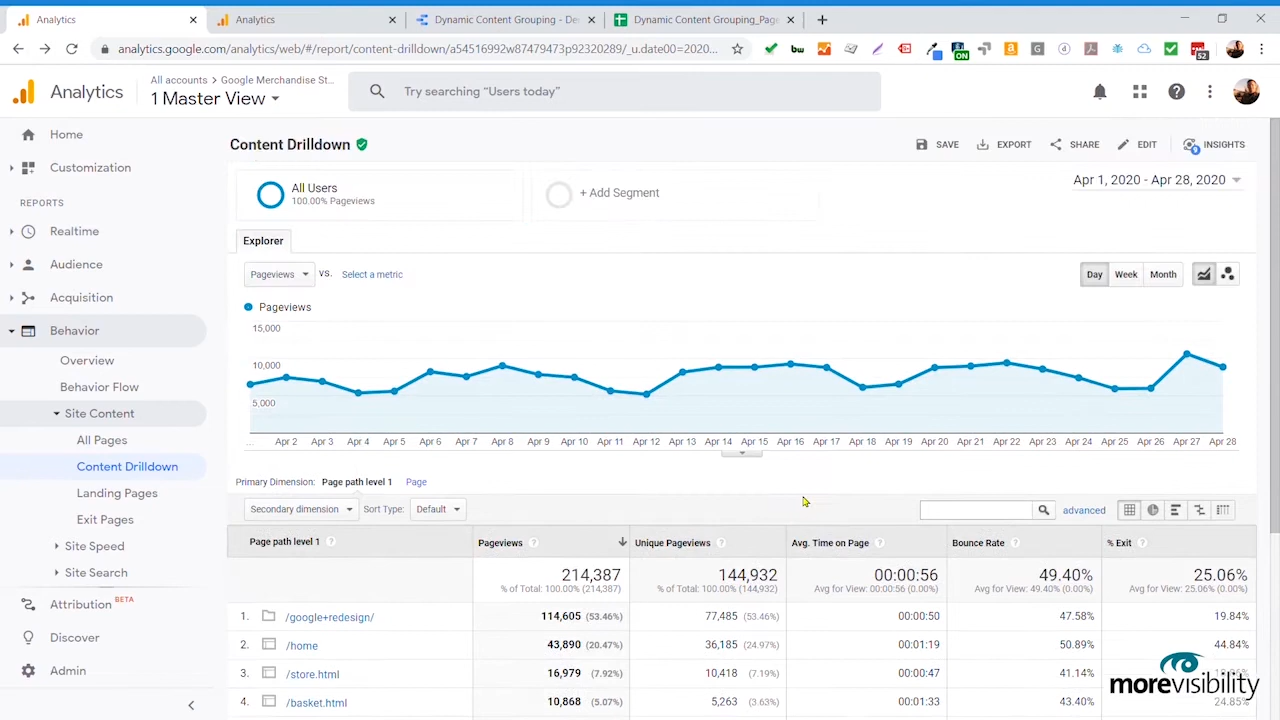 Analytics
Analytics
Dynamic Content Grouping - De
Dynamic Content Grouping_Pag
analytics.google.com/analytics/web/#/report/content-drilldown/a54516992w87479473p92320289/_u.date00=2020...
bw
ON
52
Analytics
All accounts > Google Merchandise St...
1 Master View
Try searching “Users today”
Home
Customization
REPORTS
Realtime
Audience
Acquisition
Behavior
Overview
Behavior Flow
Site Content
All Pages
Content Drilldown
Landing Pages
Exit Pages
Site Speed
Site Search
Attribution BETA
Discover
Admin
Content Drilldown
SAVE
EXPORT
SHARE
EDIT
INSIGHTS
All Users
100.00% Pageviews
+ Add Segment
Apr 1, 2020 - Apr 28, 2020
Explorer
Pageviews VS. Select a metric
Day Week Month
Pageviews
15,000
10,000
5,000
... Apr 2 Apr 3 Apr 4 Apr 5 Apr 6 Apr 7 Apr 8 Apr 9 Apr 10 Apr 11 Apr 12 Apr 13 Apr 14 Apr 15 Apr 16 Apr 17 Apr 18 Apr 19 Apr 20 Apr 21 Apr 22 Apr 23 Apr 24 Apr 25 Apr 26 Apr 27 Apr 28
Primary Dimension: Page path level 1 Page
Secondary dimension Sort Type: Default
advanced
Page path level 1 Pageviews Unique Pageviews Avg. Time on Page Bounce Rate % Exit
214,387 144,932 00:00:56 49.40% 25.06%
% of Total: 100.00% (214,387) % of Total: 100.00% (144,932) Avg for View: 00:00:56 (0.00%) Avg for View: 49.40% (0.00%) Avg for View: 25.06% (0.00%)
1. /google+redesign/ 114,605 (53.46%) 77,485 (53.46%) 00:00:50 47.58% 19.84%
2. /home 43,890 (20.47%) 36,185 (24.97%) 00:01:19 50.89% 44.84%
3. /store.html 16,979 (7.92%) 10,418 (7.19%) 00:00:47 41.14%
4. /basket.html 10,868 (5.07%) 5,263 (3.63%) 00:01:33 43.40% 24.85%
morevisibility